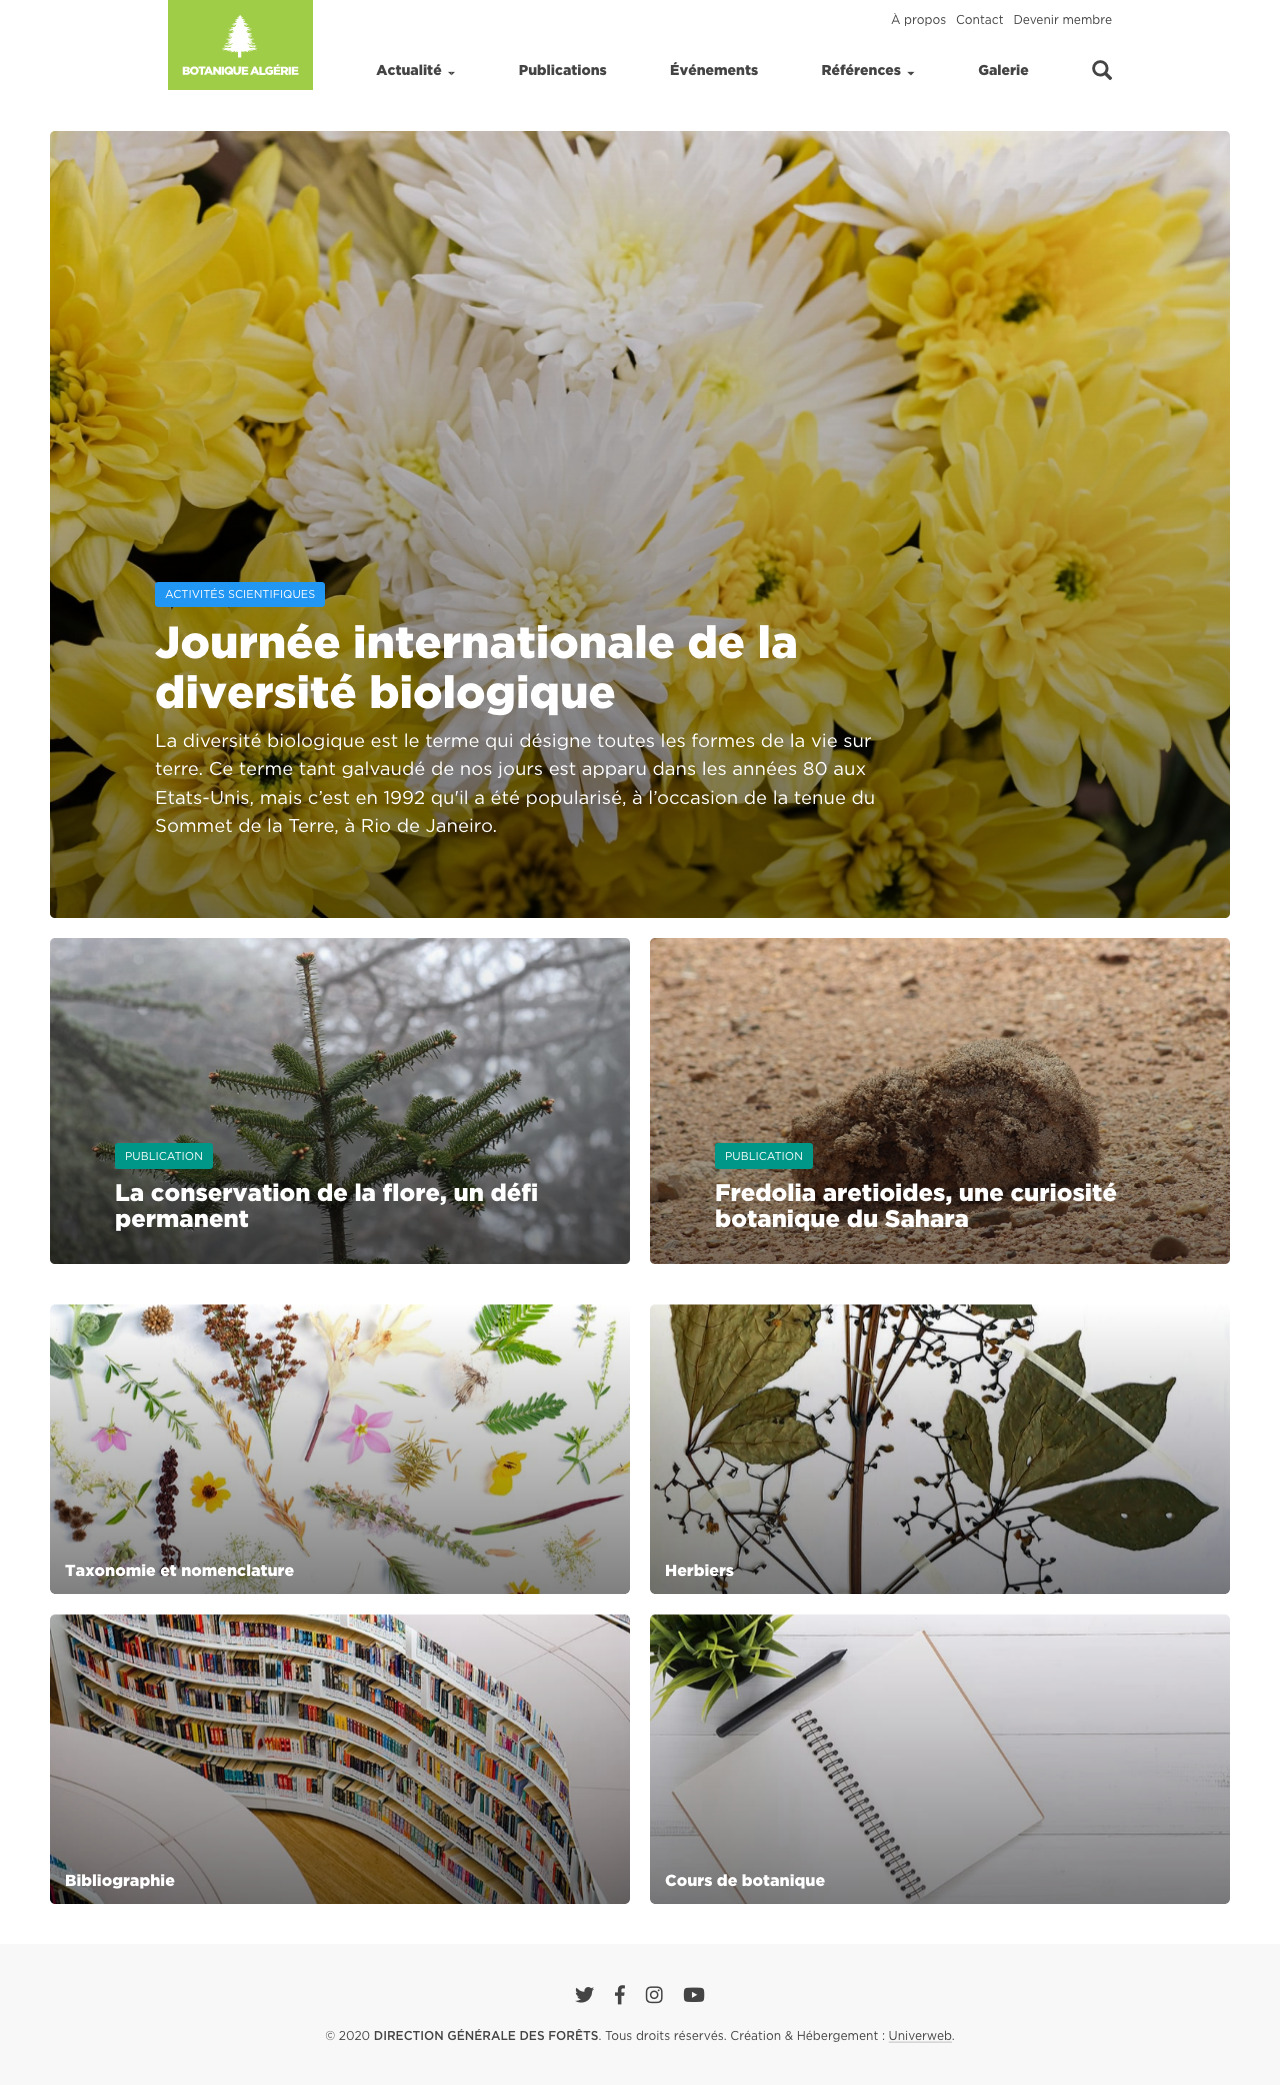 À propos Contact Devenir membre
BOTANIQUE ALGÉRIE
Actualité Publications Événements Références Galerie
ACTIVITÉS SCIENTIFIQUES
Journée internationale de la
diversité biologique
La diversité biologique est le terme qui désigne toutes les formes de la vie sur
terre. Ce terme tant galvaudé de nos jours est apparu dans les années 80 aux
Etats-Unis, mais c’est en 1992 qu'il a été popularisé, à l’occasion de la tenue du
Sommet de la Terre, à Rio de Janeiro.
PUBLICATION
La conservation de la flore, un défi
permanent
PUBLICATION
Fredolia aretioides, une curiosité
botanique du Sahara
Taxonomie et nomenclature
Herbiers
Bibliographie
Cours de botanique
© 2020 DIRECTION GÉNÉRALE DES FORÊTS. Tous droits réservés. Création & Hébergement : Univerweb.